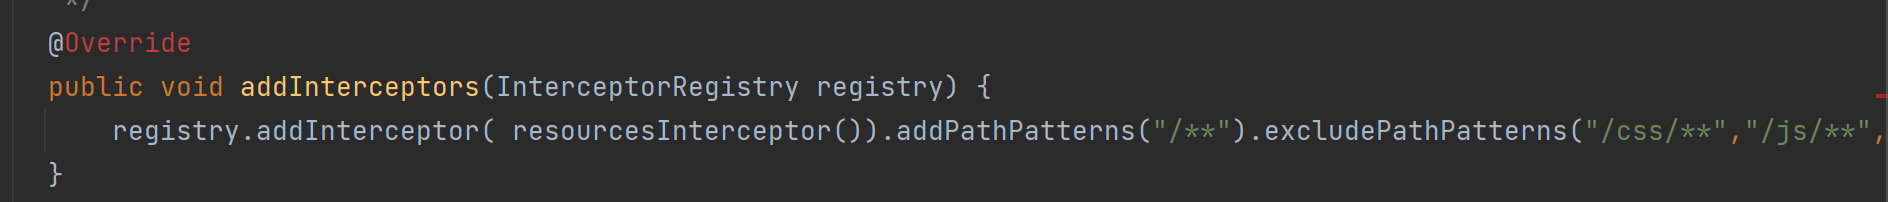 */
@Override
public void addInterceptors(InterceptorRegistry registry) {
registry.addInterceptor( resourcesInterceptor()).addPathPatterns("/**").excludePathPatterns("/css/**","/js/**",
}